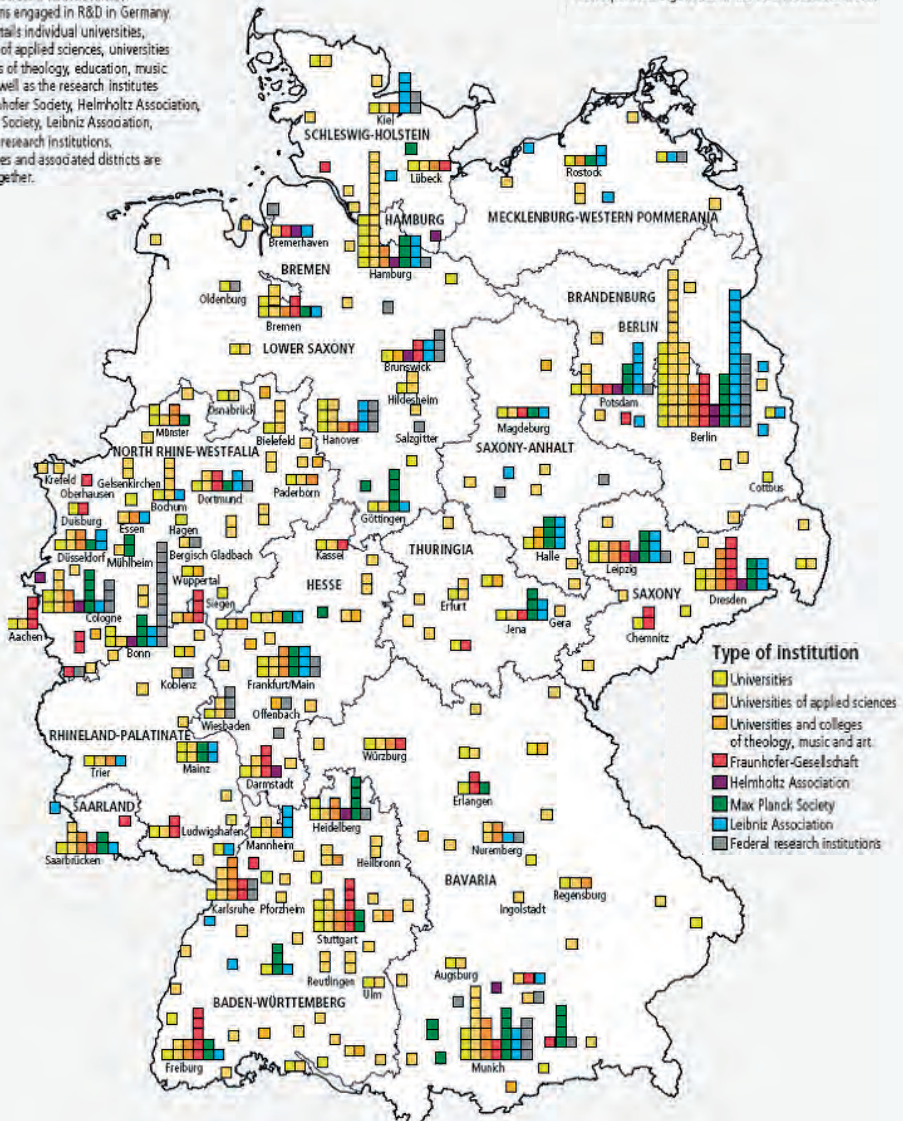 ns engaged in R&D in Germany.
tails individual universities,
of applied sciences, universities
s of theology, education, music
well as the research institutes
nhofer Society, Helmholtz Association,
Society, Leibniz Association,
research institutions.
es and associated districts are
gether.
Kiel
SCHLESWIG-HOLSTEIN
Lübeck
Rostock
MECKLENBURG-WESTERN POMMERANIA
HAMBURG
Hamburg
Bremerhaven
BREMEN
Oldenburg
Bremen
BRANDENBURG
BERLIN
LOWER SAXONY
Brunswick
Hildesheim
Potsdam
Berlin
Osnabrück
Münster
Bielefeld
Hanover
Salzgitter
Magdeburg
SAXONY-ANHALT
NORTH RHINE-WESTFALIA
Krefeld
Gelsenkirchen
Oberhausen
Bochum
Dortmund
Paderborn
Cottbus
Duisburg
Essen
Hagen
Göttingen
Düsseldorf
Mühlheim
Bergisch Gladbach
Kassel
THURINGIA
Halle
Leipzig
Wuppertal
HESSE
Siegen
Erfurt
SAXONY
Dresden
Cologne
Jena
Gera
Chemnitz
Aachen
Bonn
Koblenz
Frankfurt/Main
Wiesbaden
Offenbach
RHINELAND-PALATINATE
Trier
Mainz
Darmstadt
Würzburg
Erlangen
SAARLAND
Ludwigshafen
Mannheim
Heidelberg
Nuremberg
Saarbrücken
Heilbronn
BAVARIA
Karlsruhe
Pforzheim
Ingolstadt
Regensburg
Stuttgart
Reutlingen
Ulm
Augsburg
BADEN-WÜRTTEMBERG
Freiburg
Munich
Type of institution
Universities
Universities of applied sciences
Universities and colleges
of theology, music and art
Fraunhofer-Gesellschaft
Helmholtz Association
Max Planck Society
Leibniz Association
Federal research institutions